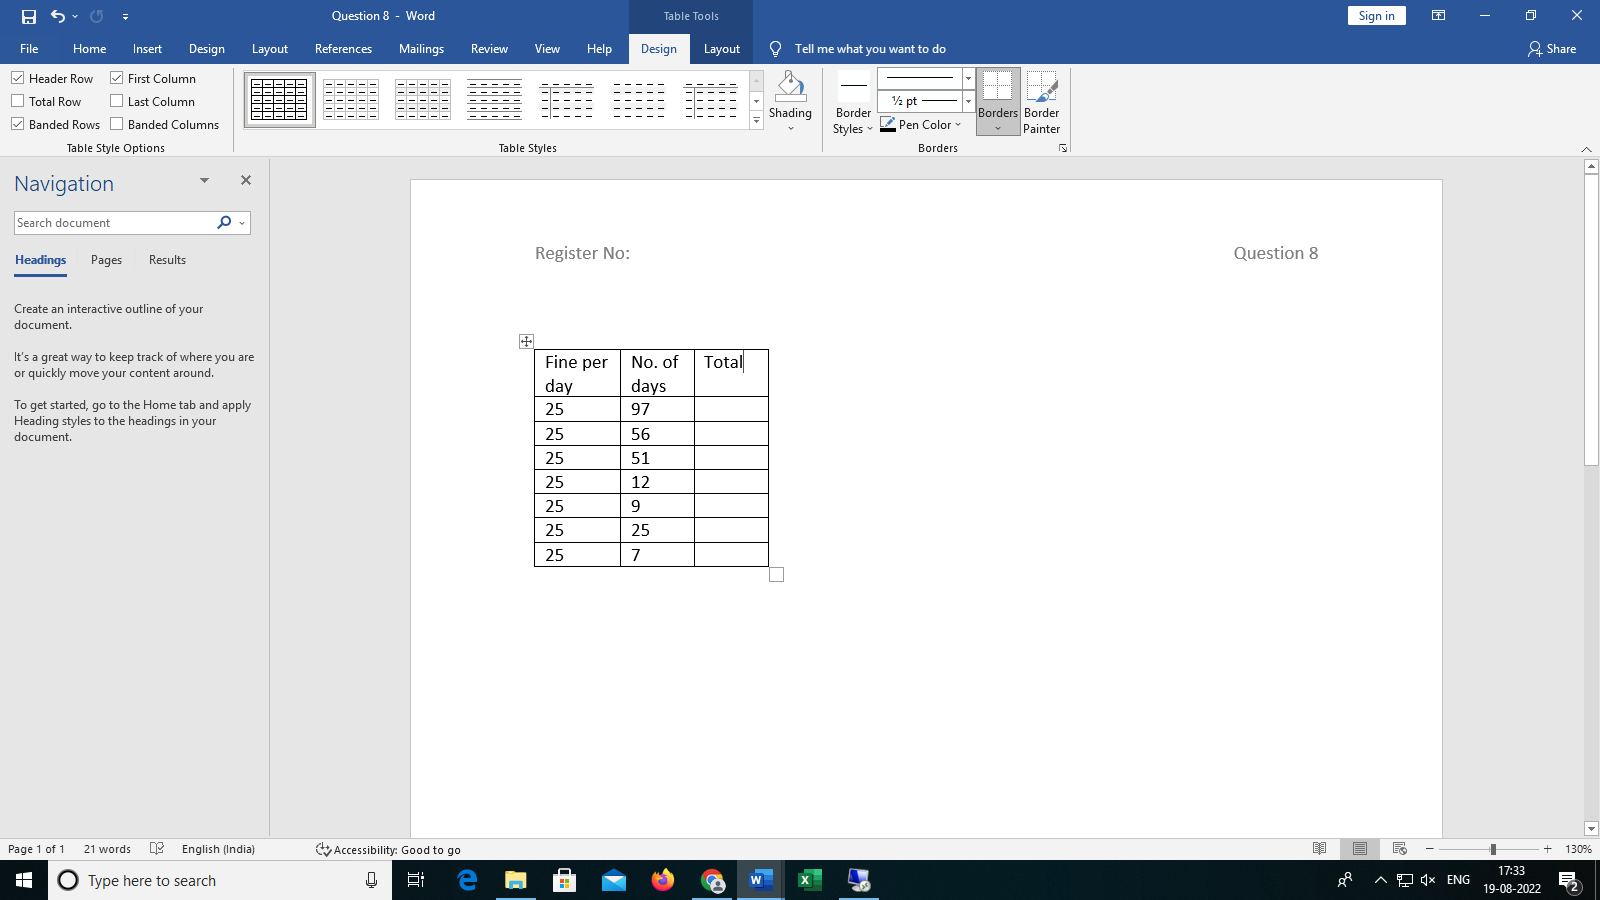 Question 8 - Word
Table Tools
Sign in
File Home Insert Design Layout References Mailings Review View Help Design Layout Tell me what you want to do Share
Header Row First Column
Total Row Last Column
Banded Rows Banded Columns
Table Style Options
Table Styles
Shading
Border Styles
½ pt
Pen Color
Borders
Border Painter
Borders
Navigation
Search document
Headings Pages Results
Create an interactive outline of your
document.
It's a great way to keep track of where you are
or quickly move your content around.
To get started, go to the Home tab and apply
Heading styles to the headings in your
document.
Register No: Question 8
Fine per No. of Total
day days
25 97
25 56
25 51
25 12
25 9
25 25
25 7
Page 1 of 1 21 words English (India) Accessibility: Good to go 130%
Type here to search
ENG
17:33
19-08-2022
2